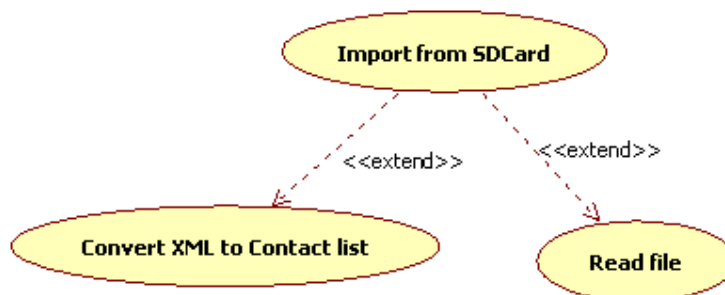 Import from SDCard
<<extend>>
<<extend>>
Convert XML to Contact list
Read file